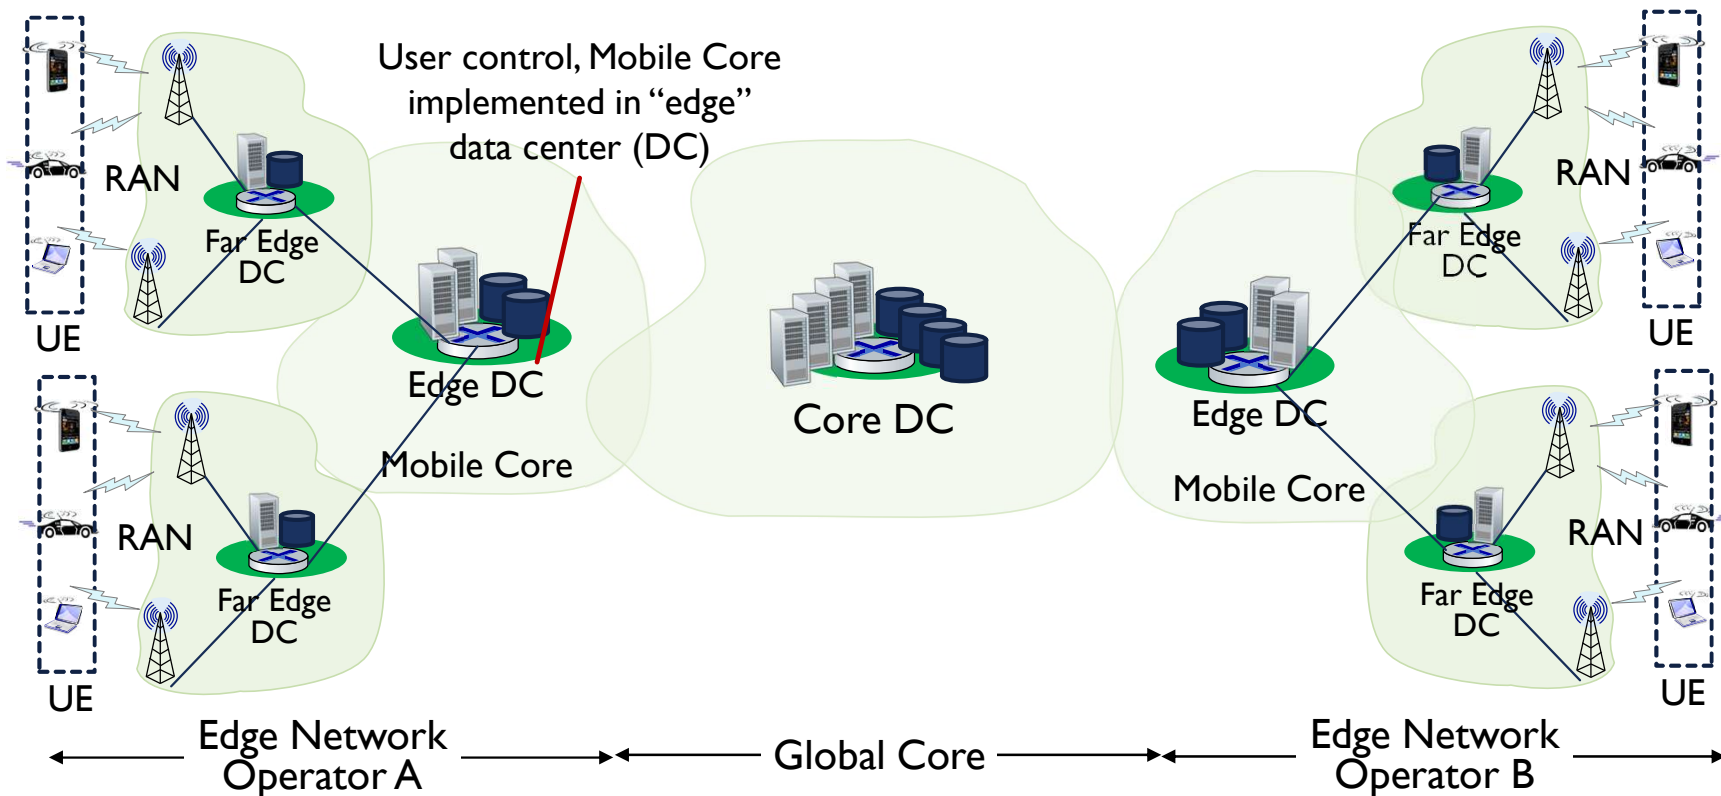 User control, Mobile Core
implemented in “edge”
data center (DC)
RAN
Far Edge
DC
UE
Edge DC
Mobile Core
RAN
Far Edge
DC
UE
Core DC
Edge DC
Mobile Core
RAN
Far Edge
DC
UE
RAN
Far Edge
DC
UE
Edge Network
Operator A
Global Core
Edge Network
Operator B